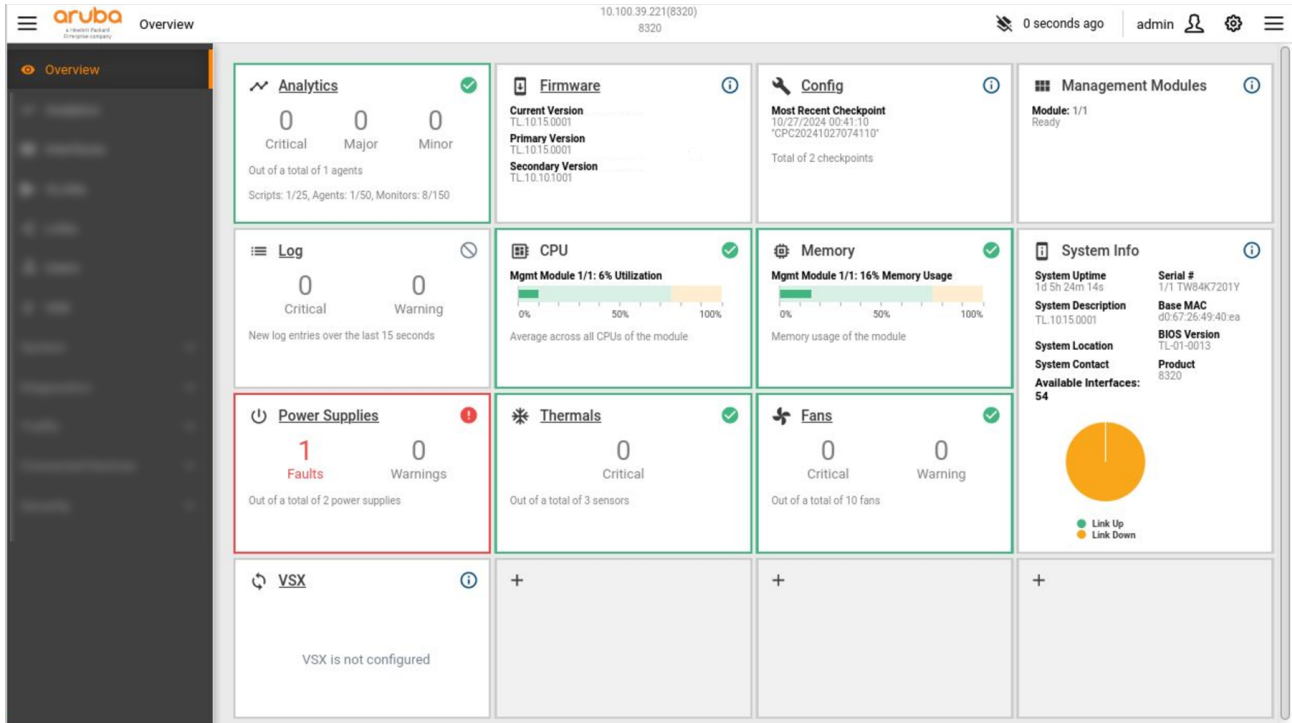 aruba
a Hewlett Packard
Enterprise company
Overview
10.100.39.221(8320)
8320
0 seconds ago
admin
Overview
Analytics
0 0 0
Critical Major Minor
Out of a total of 1 agents
Scripts: 1/25, Agents: 1/50, Monitors: 8/150
Firmware
Current Version
TL.10.15.0001
Primary Version
TL.10.15.0001
Secondary Version
TL.10.10.1001
Config
Most Recent Checkpoint
10/27/2024 00:41:10
"CPC20241027074110"
Total of 2 checkpoints
Management Modules
Module: 1/1
Ready
Log
0 0
Critical Warning
New log entries over the last 15 seconds
CPU
Mgmt Module 1/1: 6% Utilization
0% 50% 100%
Average across all CPUs of the module
Memory
Mgmt Module 1/1: 16% Memory Usage
0% 50% 100%
Memory usage of the module
System Info
System Uptime
1d 5h 24m 14s
System Description
TL.10.15.0001
System Location
System Contact
Available Interfaces:
54
Serial #
1/1 TW84K7201Y
Base MAC
d0:67:26:49:40:ea
BIOS Version
TL-01-0013
Product
8320
Link Up
Link Down
Power Supplies
1 0
Faults Warnings
Out of a total of 2 power supplies
Thermals
0
Critical
Out of a total of 3 sensors
Fans
0 0
Critical Warning
Out of a total of 10 fans
VSX
VSX is not configured